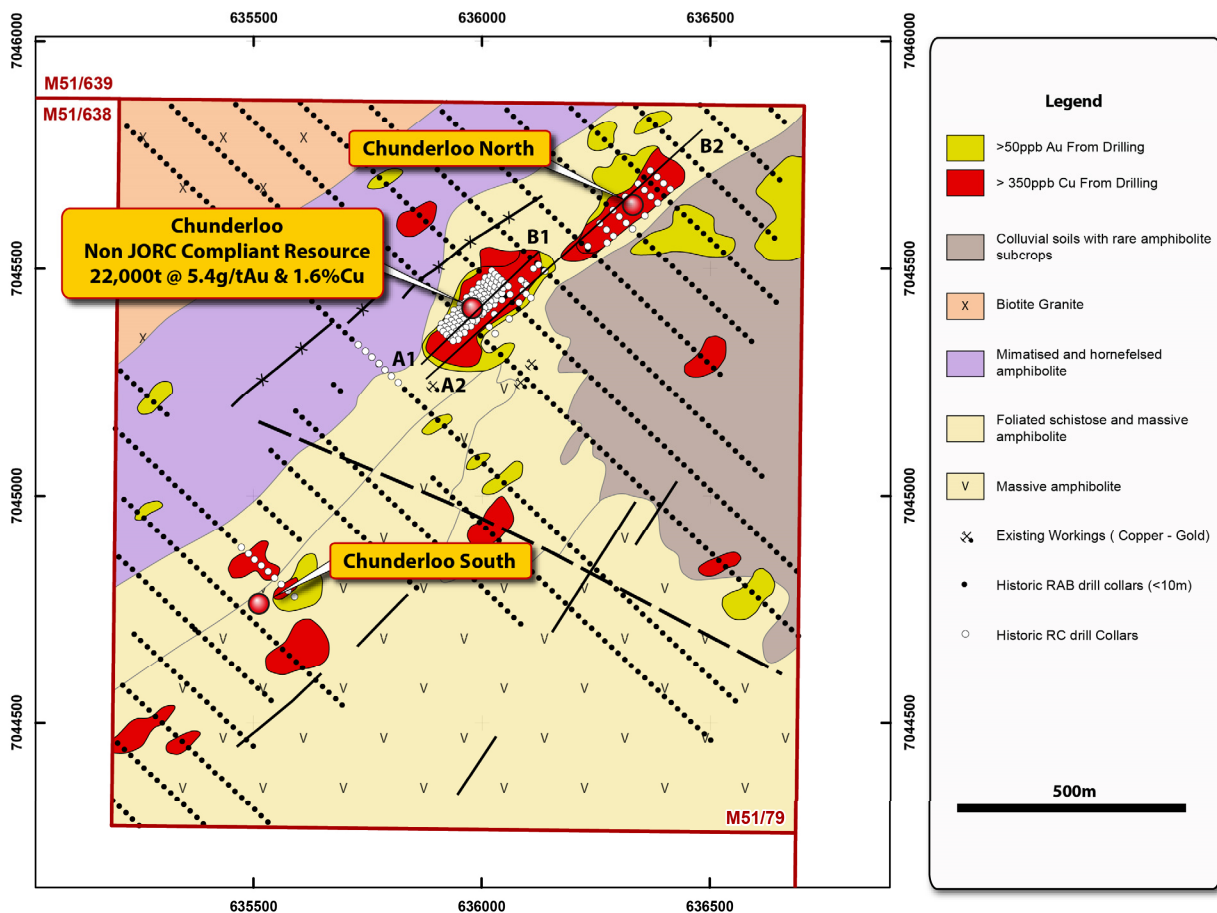 635500
636000
636500
7046000
7046000
M51/639
M51/638
B2
Chunderloo North
Chunderloo
Non JORC Compliant Resource
22,000t @ 5.4g/tAu & 1.6%Cu
B1
7045500
7045500
A1
A2
7045000
7045000
Chunderloo South
7044500
7044500
M51/79
635500
636000
636500
Legend
>50ppb Au From Drilling
> 350ppb Cu From Drilling
Colluvial soils with rare amphibolite
subcrops
X Biotite Granite
Mimatised and hornefelsed
amphibolite
Foliated schistose and massive
amphibolite
V Massive amphibolite
Existing Workings ( Copper - Gold)
Historic RAB drill collars (<10m)
Historic RC drill Collars
500m